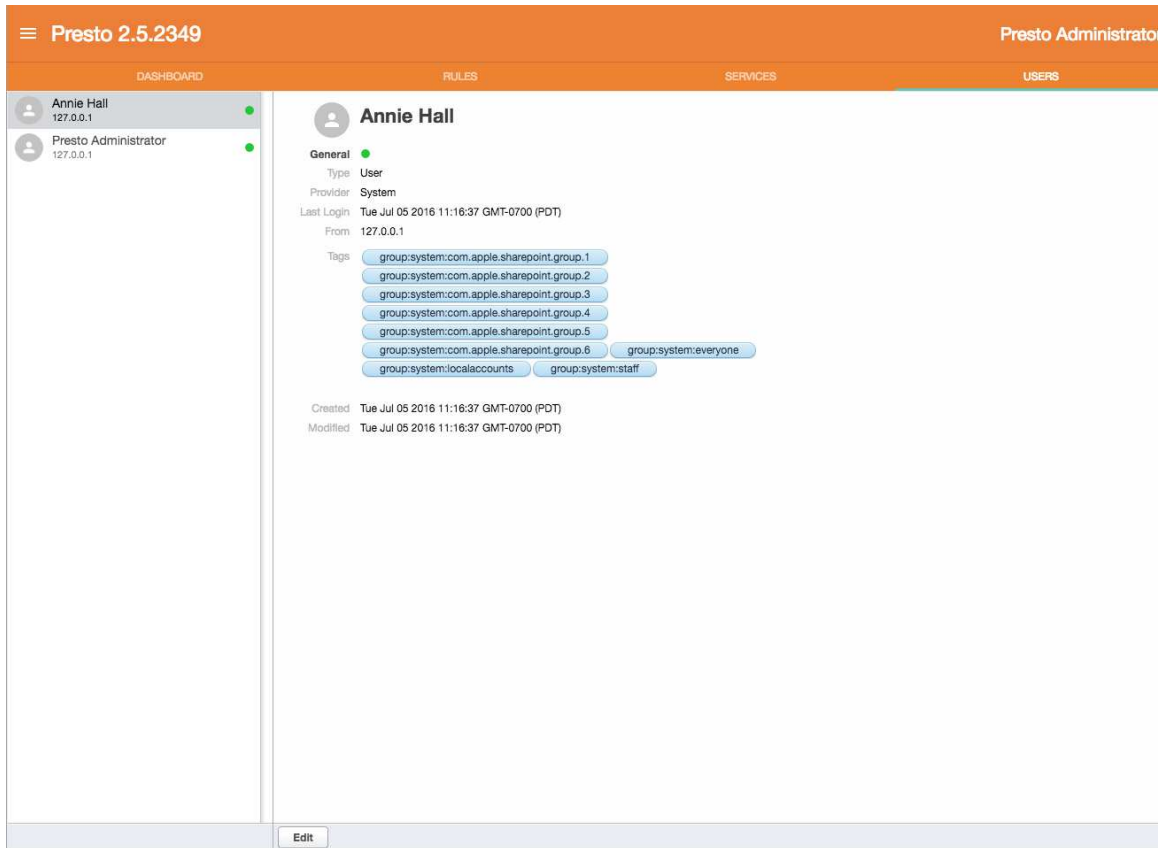 Presto 2.5.2349
Presto Administrator
DASHBOARD RULES SERVICES USERS
Annie Hall
127.0.0.1
Presto Administrator
127.0.0.1
Annie Hall
General
Type User
Provider System
Last Login Tue Jul 05 2016 11:16:37 GMT-0700 (PDT)
From 127.0.0.1
Tags group:system:com.apple.sharepoint.group.1
group:system:com.apple.sharepoint.group.2
group:system:com.apple.sharepoint.group.3
group:system:com.apple.sharepoint.group.4
group:system:com.apple.sharepoint.group.5
group:system:com.apple.sharepoint.group.6 group:system:everyone
group:system:localaccounts group:system:staff
Created Tue Jul 05 2016 11:16:37 GMT-0700 (PDT)
Modified Tue Jul 05 2016 11:16:37 GMT-0700 (PDT)
Edit